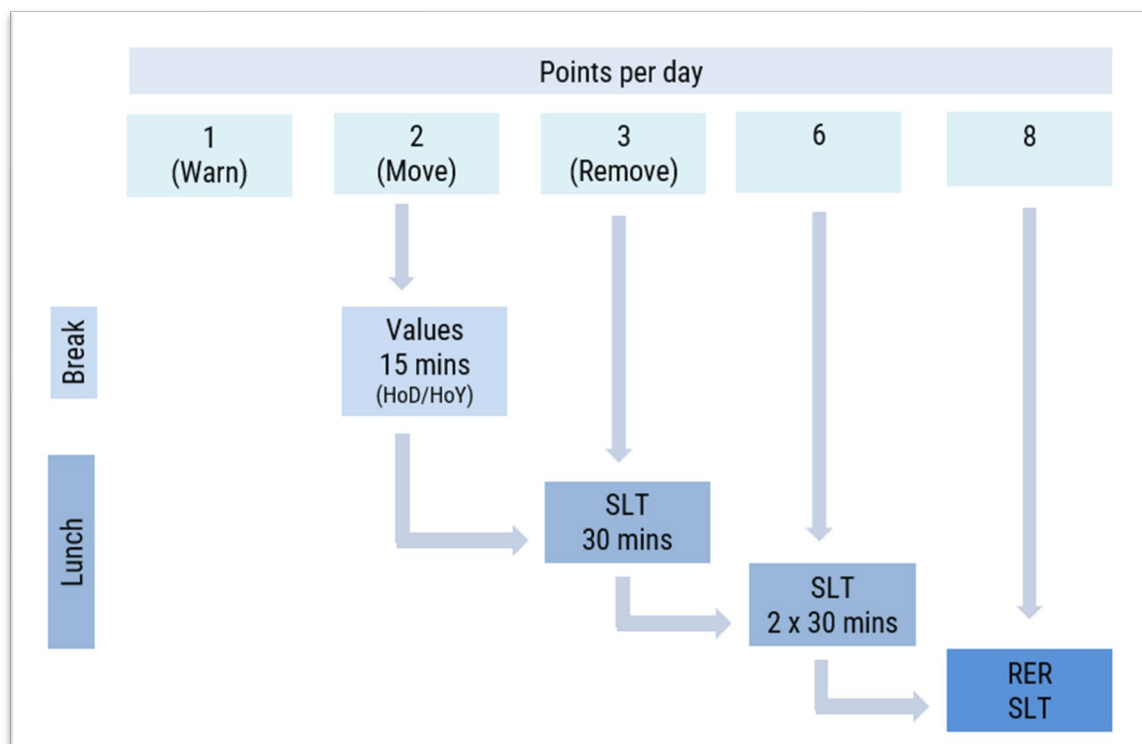 Points per day
1
(Warn)
2
(Move)
3
(Remove)
6
8
Break
Values
15 mins
(HoD/HoY)
Lunch
SLT
30 mins
SLT
2 x 30 mins
RER
SLT